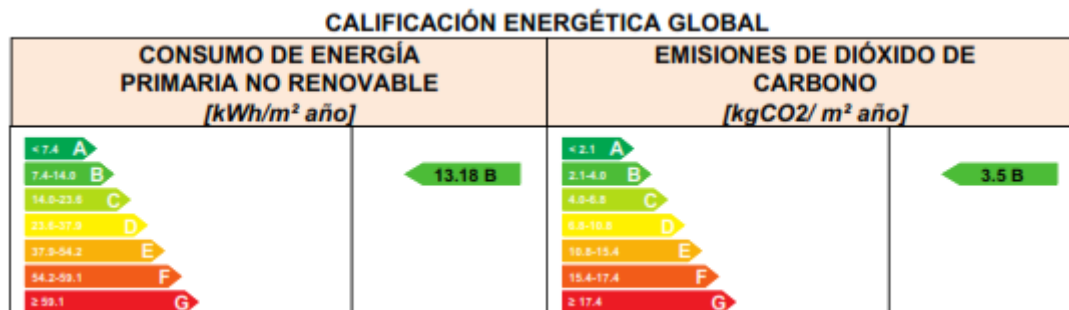 CALIFICACIÓN ENERGÉTICA GLOBAL
CONSUMO DE ENERGÍA
PRIMARIA NO RENOVABLE
[kWh/m² año]
EMISIONES DE DIÓXIDO DE
CARBONO
[kgCO2/ m² año]
< 7.4 A
7.4-14.0 B
14.0-23.6 C
23.6-37.9 D
37.9-54.2 E
54.2-59.1 F
≥ 59.1 G
13.18 B
< 2.1 A
2.1-4.0 B
4.0-6.8 C
6.8-10.8 D
10.8-15.4 E
15.4-17.4 F
≥ 17.4 G
3.5 B